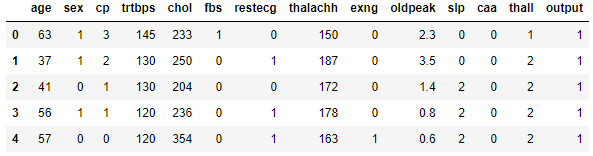 age sex cp trtbps chol fbs restecg thalachh exng oldpeak slp caa thall output
0 63 1 3 145 233 1 0 150 0 2.3 0 0 1 1
1 37 1 2 130 250 0 1 187 0 3.5 0 0 2 1
2 41 0 1 130 204 0 0 172 0 1.4 2 0 2 1
3 56 1 1 120 236 0 1 178 0 0.8 2 0 2 1
4 57 0 0 120 354 0 1 163 1 0.6 2 0 2 1